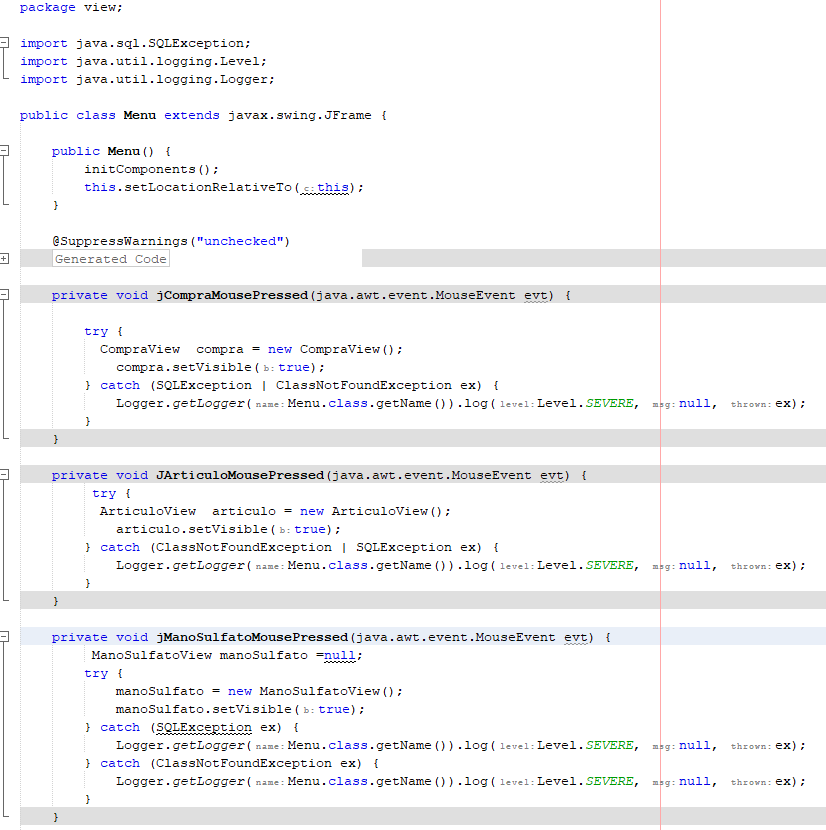 package view;
import java.sql.SQLException;
import java.util.logging.Level;
import java.util.logging.Logger;
public class Menu extends javax.swing.JFrame {
public Menu() {
initComponents();
this.setLocationRelativeTo( c: this);
}
@SuppressWarnings("unchecked")
Generated Code
private void jCompraMousePressed(java.awt.event.MouseEvent evt) {
try {
CompraView  compra = new CompraView();
compra.setVisible( b: true);
} catch (SQLException | ClassNotFoundException ex) {
Logger.getLogger( name: Menu.class.getName()).log( level: Level.SEVERE, msg: null, thrown: ex);
}
}
private void JArticuloMousePressed(java.awt.event.MouseEvent evt) {
try {
ArticuloView  articulo = new ArticuloView();
articulo.setVisible( b: true);
} catch (ClassNotFoundException | SQLException ex) {
Logger.getLogger( name: Menu.class.getName()).log( level: Level.SEVERE, msg: null, thrown: ex);
}
}
private void jManoSulfatoMousePressed(java.awt.event.MouseEvent evt) {
ManoSulfatoView manoSulfato =null;
try {
manoSulfato = new ManoSulfatoView();
manoSulfato.setVisible( b: true);
} catch (SQLException ex) {
Logger.getLogger( name: Menu.class.getName()).log( level: Level.SEVERE, msg: null, thrown: ex);
} catch (ClassNotFoundException ex) {
Logger.getLogger( name: Menu.class.getName()).log( level: Level.SEVERE, msg: null, thrown: ex);
}
}